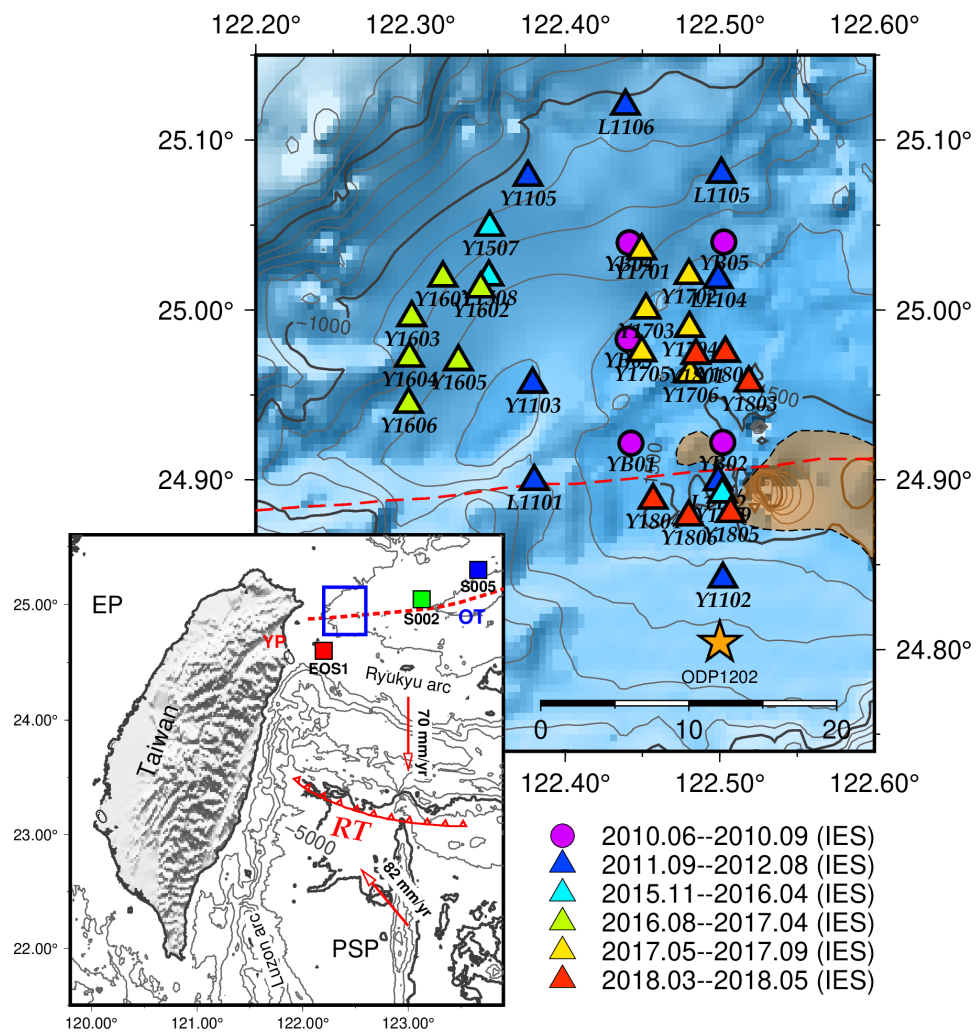 122.20° 122.30° 122.40° 122.50° 122.60°
25.10° 25.10°
L1106
Y1105 L1105
Y1507
YB05
Y1701
Y1702 L1104
Y1602
25.00° 25.00°
−1000
Y1603 Y1703
Y1604 Y1605 Y1705
Y1706 Y1803
Y1606 Y1103
YB01 YB02
24.90° 24.90°
L1101
Y1806 Y1805
Y1102
24.80°
ODP1202
0 10 20
122.40° 122.50° 122.60°
EP
25.00°
S005
S002 OT
YP
EOS1
Ryukyu arc
24.00°
70 mm/yr
Taiwan
0
23.00°
RT
−5000
82 mm/yr
22.00°
PSP
Luzon arc
120.00° 121.00° 122.00° 123.00°
2010.06--2010.09 (IES)
2011.09--2012.08 (IES)
2015.11--2016.04 (IES)
2016.08--2017.04 (IES)
2017.05--2017.09 (IES)
2018.03--2018.05 (IES)